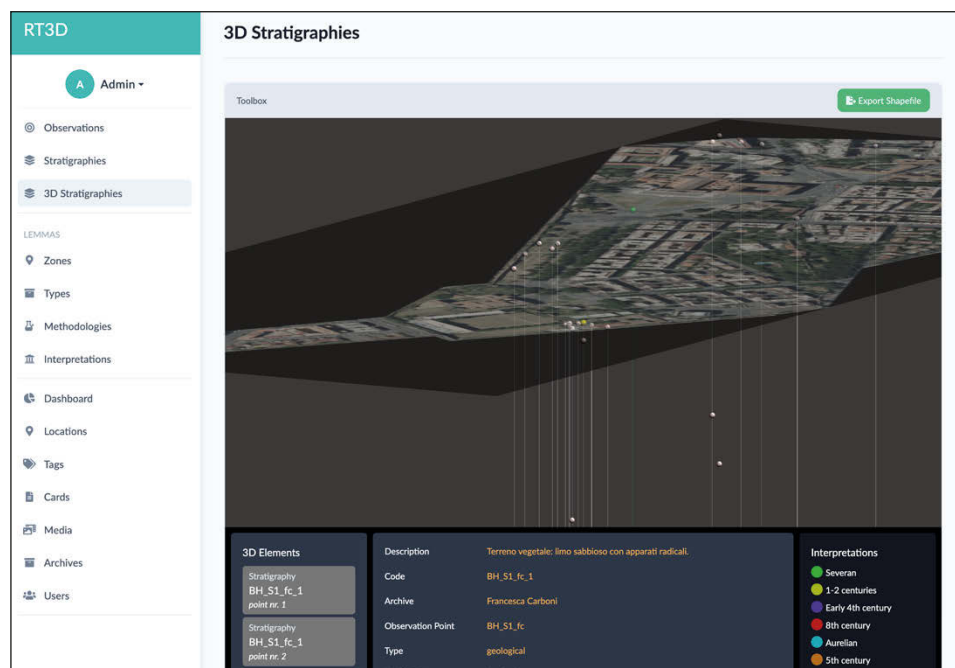 RT3D
3D Stratigraphies
A Admin
Toolbox
Export Shapefile
Observations
Stratigraphies
3D Stratigraphies
LEMMAS
Zones
Types
Methodologies
Interpretations
Dashboard
Locations
Tags
Cards
Media
Archives
Users
3D Elements
Stratigraphy
BH_S1_fc_1
point nr. 1
Stratigraphy
BH_S1_fc_1
point nr. 2
Description Terreno vegetale: limo sabbioso con apparati radicali.
Code BH_S1_fc_1
Archive Francesca Carboni
Observation Point BH_S1_fc
Type geological
Interpretations
Severan
1-2 centuries
Early 4th century
8th century
Aurelian
5th century